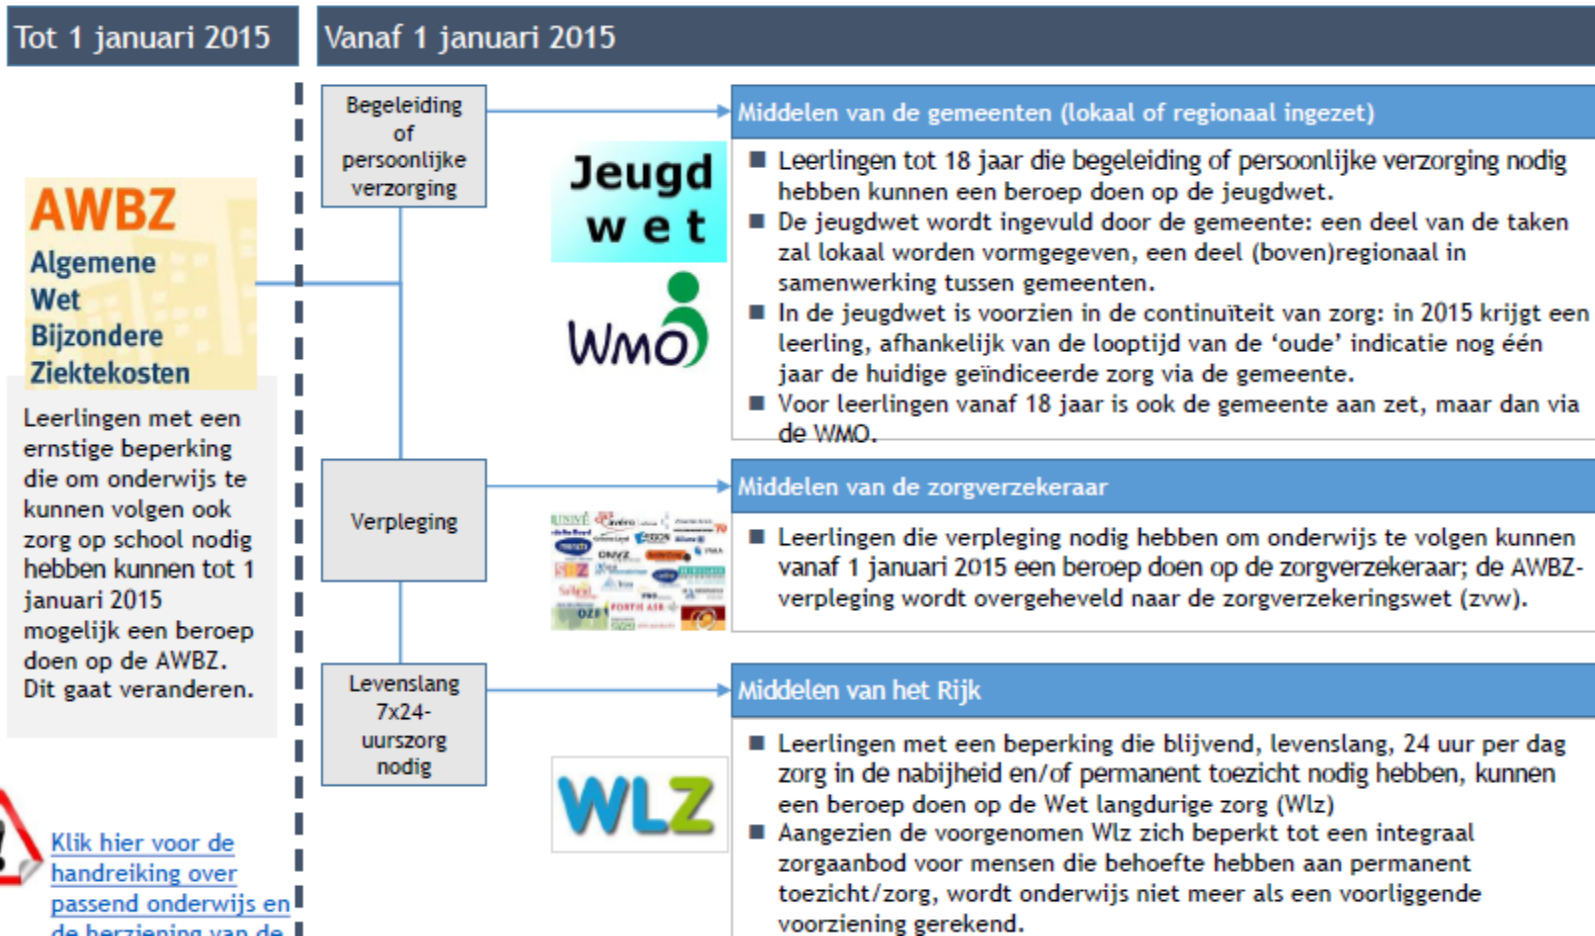 Tot 1 januari 2015
Vanaf 1 januari 2015
AWBZ
Algemene
Wet
Bijzondere
Ziektekosten
Leerlingen met een
ernstige beperking
die om onderwijs te
kunnen volgen ook
zorg op school nodig
hebben kunnen tot 1
januari 2015
mogelijk een beroep
doen op de AWBZ.
Dit gaat veranderen.
Klik hier voor de
handreiking over
passend onderwijs en
de herziening van de
Begeleiding
of
persoonlijke
verzorging
Jeugd
wet
Wmo
Middelen van de gemeenten (lokaal of regionaal ingezet)
■ Leerlingen tot 18 jaar die begeleiding of persoonlijke verzorging nodig
hebben kunnen een beroep doen op de jeugdwet.
■ De jeugdwet wordt ingevuld door de gemeente: een deel van de taken
zal lokaal worden vormgegeven, een deel (boven)regionaal in
samenwerking tussen gemeenten.
■ In de jeugdwet is voorzien in de continuïteit van zorg: in 2015 krijgt een
leerling, afhankelijk van de looptijd van de ‘oude’ indicatie nog één
jaar de huidige geïndiceerde zorg via de gemeente.
■ Voor leerlingen vanaf 18 jaar is ook de gemeente aan zet, maar dan via
de WMO.
Verpleging
UNIVÉ
avéro
ONVZ
OZF
FORTIS ASR
Middelen van de zorgverzekeraar
■ Leerlingen die verpleging nodig hebben om onderwijs te volgen kunnen
vanaf 1 januari 2015 een beroep doen op de zorgverzekeraar; de AWBZ-
verpleging wordt overgeheveld naar de zorgverzekeringswet (zvw).
Levenslang
7x24-
uurszorg
nodig
WLZ
Middelen van het Rijk
■ Leerlingen met een beperking die blijvend, levenslang, 24 uur per dag
zorg in de nabijheid en/of permanent toezicht nodig hebben, kunnen
een beroep doen op de Wet langdurige zorg (Wlz)
■ Aangezien de voorgenomen Wlz zich beperkt tot een integraal
zorgaanbod voor mensen die behoefte hebben aan permanent
toezicht/zorg, wordt onderwijs niet meer als een voorliggende
voorziening gerekend.